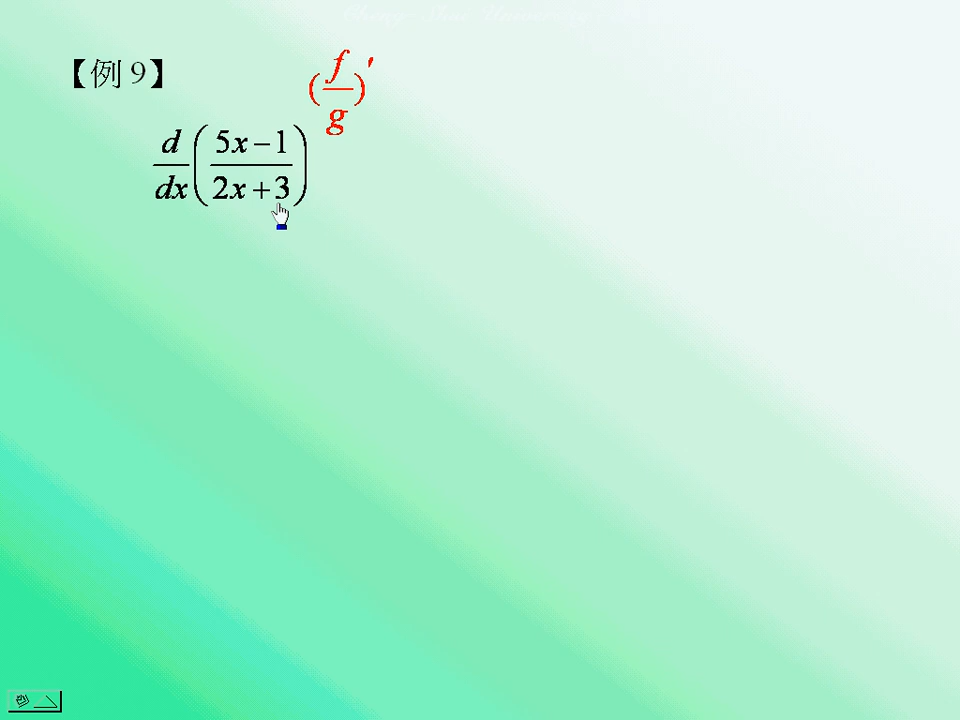 【例 9】
(f/g)′
d/dx ( (5x−1)/(2x+3) )